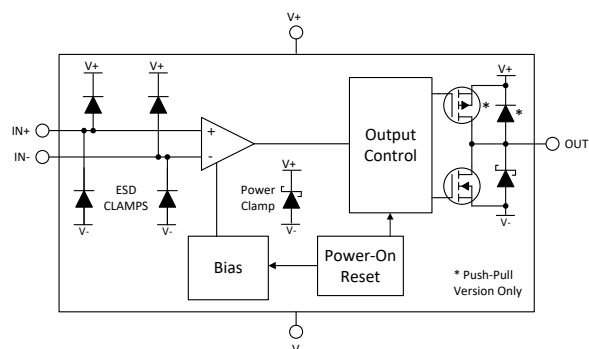 V+
V+
V+
V+
*
*
IN+
+
IN-
-
Output
Control
OUT
ESD
CLAMPS
Power
Clamp
V+
V-
V-
V-
V-
Bias
Power-On
Reset
* Push-Pull
Version Only
V-